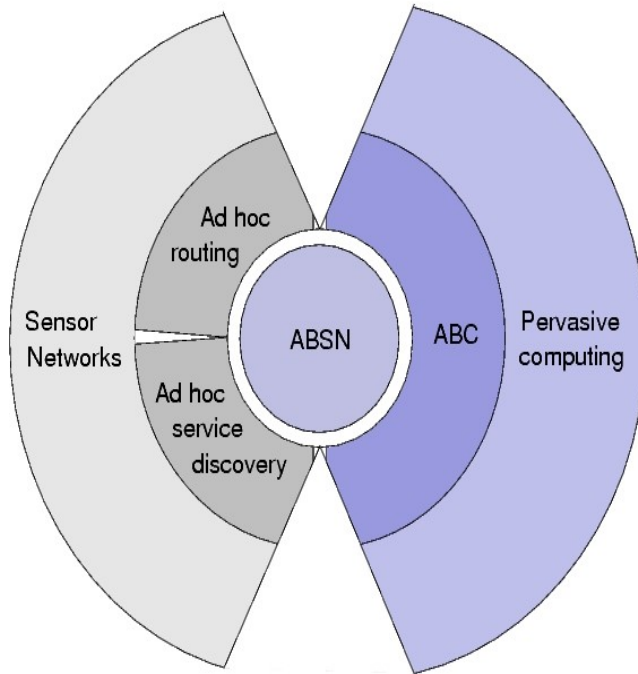 Ad hoc
routing
Sensor
Networks
Ad hoc
service
discovery
ABSN
ABC
Pervasive
computing